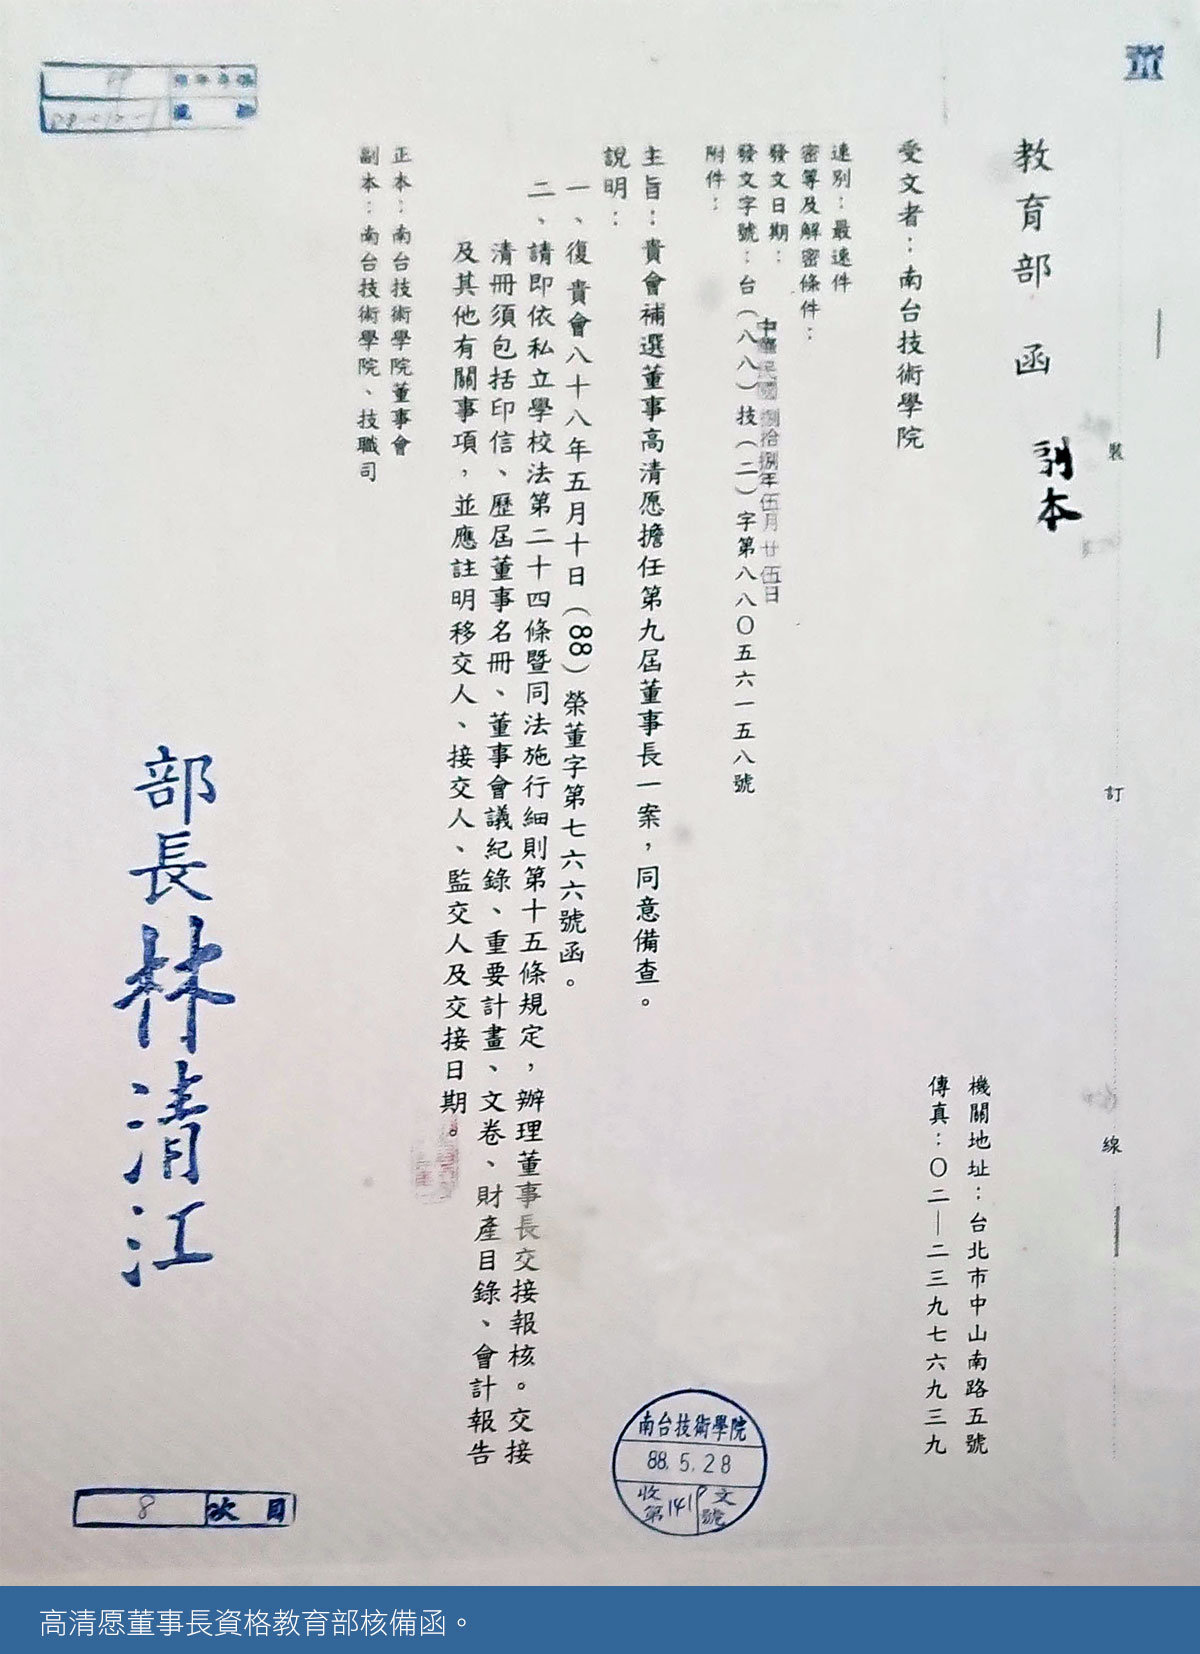 教育部 函
副本
裝
訂
線
機關地址：台北市中山南路五號
傳真：〇二—二三九七六九三九
受文者：南台技術學院
速別：最速件
密等及解密條件：
發文日期：中華民國捌拾捌年伍月廿伍日
發文字號：台（八八）技（二）字第八八〇五六一五八號
附件：
主旨：貴會補選董事高清愿擔任第九屆董事長一案，同意備查。
說明：
一、復 貴會八十八年五月十日（88）榮董字第七六六號函。
二、請即依私立學校法第二十四條暨同法施行細則第十五條規定，辦理董事長交接報核。交接
清冊須包括印信、歷屆董事名冊、董事會議紀錄、重要計畫、文卷、財產目錄、會計報告
及其他有關事項，並應註明移交人、接交人、監交人及交接日期。
正本：南台技術學院董事會
副本：南台技術學院、技職司
部長 林清江
南台技術學院
88.5.28
收文
第 號
目次
8
高清愿董事長資格教育部核備函。